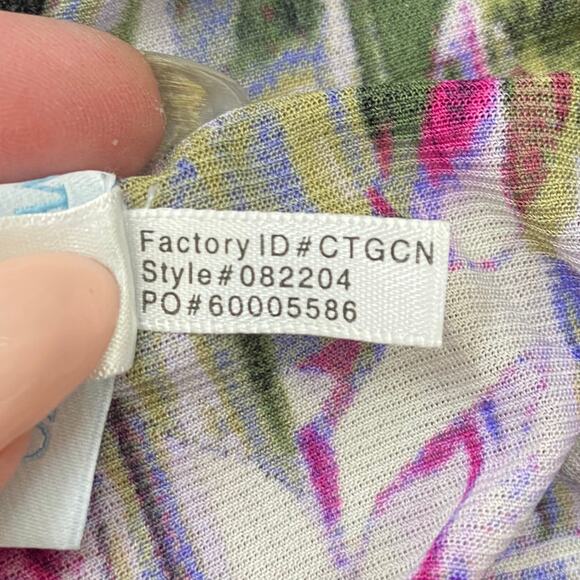 Factory ID#CTGCN
Style#082204
PO#60005586